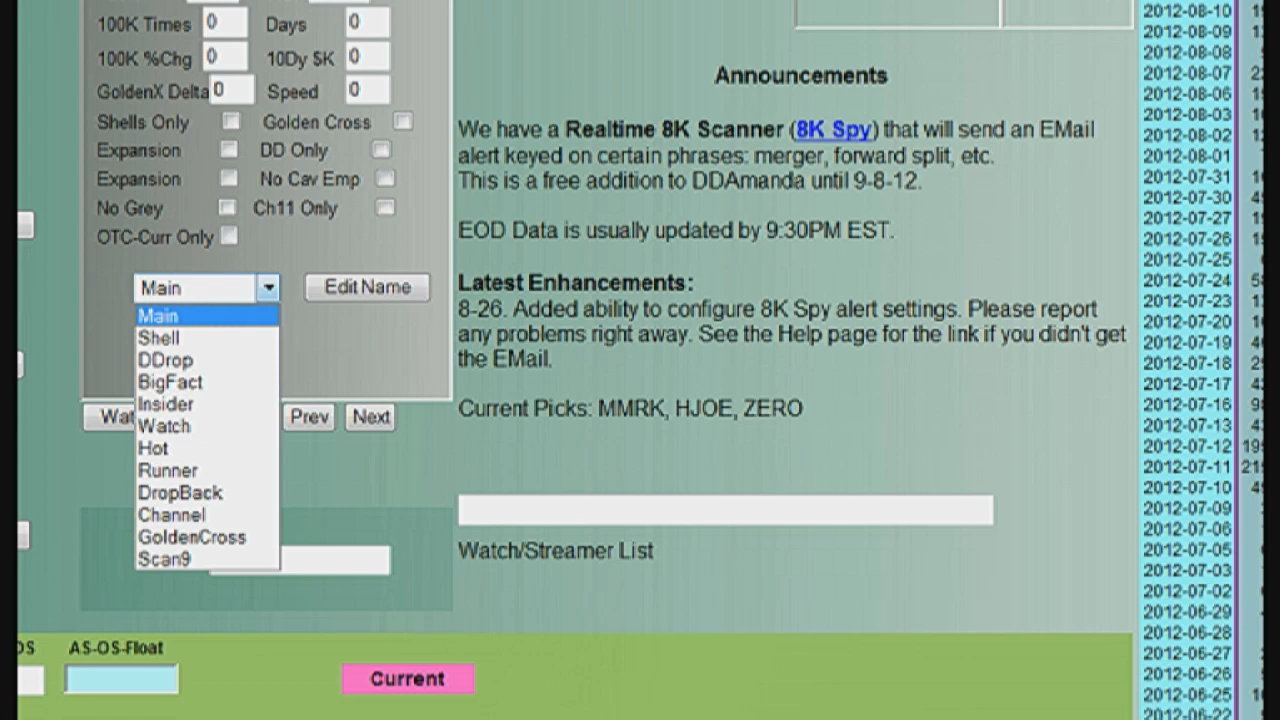 100K Times 0 Days 0
100K %Chg 0 10Dy $K 0
GoldenX Delta 0 Speed 0
Shells Only Golden Cross
Expansion DD Only
Expansion No Cav Emp
No Grey Ch11 Only
OTC-Curr Only
Main Edit Name
Main
Shell
DDrop
BigFact
Insider
Watch
Hot
Runner
DropBack
Channel
GoldenCross
Scan9
Prev Next
Announcements
We have a Realtime 8K Scanner (8K Spy) that will send an EMail
alert keyed on certain phrases: merger, forward split, etc.
This is a free addition to DDAmanda until 9-8-12.
EOD Data is usually updated by 9:30PM EST.
Latest Enhancements:
8-26. Added ability to configure 8K Spy alert settings. Please report
any problems right away. See the Help page for the link if you didn't get
the EMail.
Current Picks: MMRK, HJOE, ZERO
Watch/Streamer List
AS-OS-Float
Current
2012-08-10
2012-08-09
2012-08-08
2012-08-07
2012-08-06
2012-08-03
2012-08-02
2012-08-01
2012-07-31
2012-07-30
2012-07-27
2012-07-26
2012-07-25
2012-07-24
2012-07-23
2012-07-20
2012-07-19
2012-07-18
2012-07-17
2012-07-16
2012-07-13
2012-07-12
2012-07-11
2012-07-10
2012-07-09
2012-07-06
2012-07-05
2012-07-03
2012-07-02
2012-06-29
2012-06-28
2012-06-27
2012-06-26
2012-06-25
2012-06-22